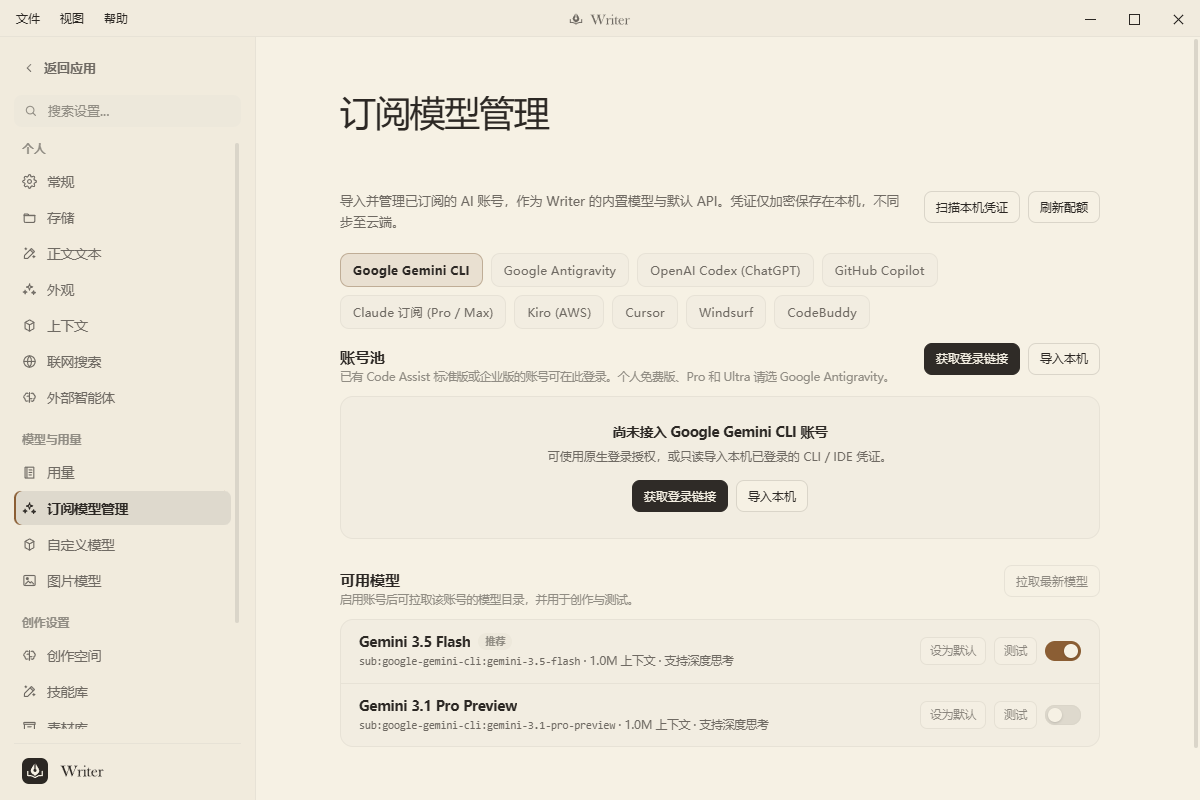 文件 视图 帮助
Writer
返回应用
搜索设置...
个人
常规
存储
正文文本
外观
上下文
联网搜索
外部智能体
模型与用量
用量
订阅模型管理
自定义模型
图片模型
创作设置
创作空间
技能库
素材库
Writer
订阅模型管理
导入并管理已订阅的 AI 账号，作为 Writer 的内置模型与默认 API。凭证仅加密保存在本机，不同
步至云端。
扫描本机凭证 刷新配额
Google Gemini CLI Google Antigravity OpenAI Codex (ChatGPT) GitHub Copilot
Claude 订阅 (Pro / Max) Kiro (AWS) Cursor Windsurf CodeBuddy
账号池
已有 Code Assist 标准版或企业版的账号可在此登录。个人免费版、Pro 和 Ultra 请选 Google Antigravity。
获取登录链接 导入本机
尚未接入 Google Gemini CLI 账号
可使用原生登录授权，或只读导入本机已登录的 CLI / IDE 凭证。
获取登录链接 导入本机
可用模型
启用账号后可拉取该账号的模型目录，并用于创作与测试。
拉取最新模型
Gemini 3.5 Flash 推荐
sub:google-gemini-cli:gemini-3.5-flash · 1.0M 上下文 · 支持深度思考
设为默认 测试
Gemini 3.1 Pro Preview
sub:google-gemini-cli:gemini-3.1-pro-preview · 1.0M 上下文 · 支持深度思考
设为默认 测试